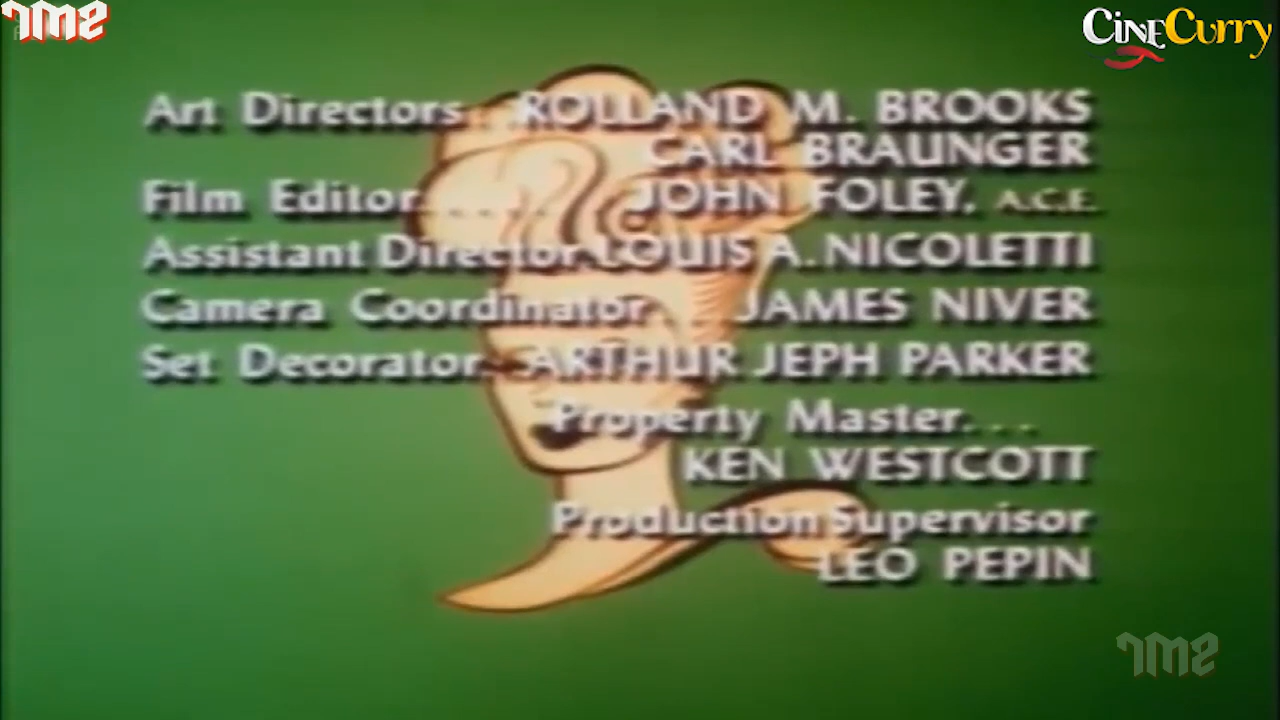 CineCurry
Art Directors . . ROLLAND M. BROOKS
CARL BRAUNGER
Film Editor . . . . . JOHN FOLEY, A.C.E.
Assistant Director LOUIS A. NICOLETTI
Camera Coordinator . . JAMES NIVER
Set Decorator . . ARTHUR JEPH PARKER
Property Master. . .
KEN WESTCOTT
Production Supervisor
LEO PEPIN